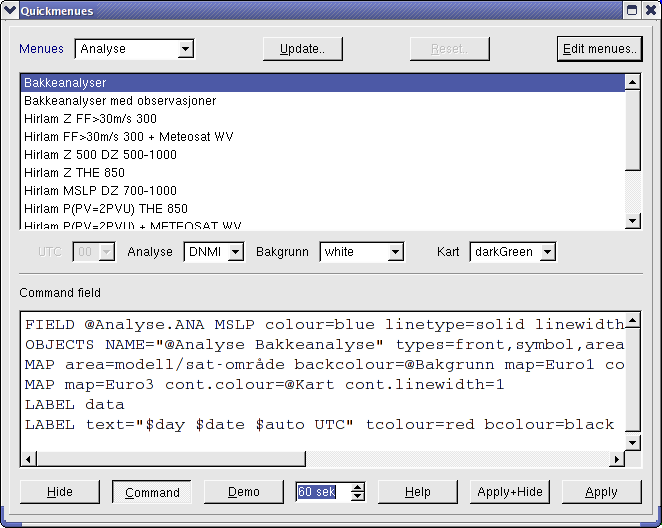 Quickmenues
Menues Analyse Update.. Reset.. Edit menues..
Bakkeanalyser
Bakkeanalyser med observasjoner
Hirlam Z FF>30m/s 300
Hirlam FF>30m/s 300 + Meteosat WV
Hirlam Z 500 DZ 500-1000
Hirlam Z THE 850
Hirlam MSLP DZ 700-1000
Hirlam P(PV=2PVU) THE 850
Hirlam P(PV=2PVU) + METEOSAT WV
UTC 00 Analyse DNMI Bakgrunn white Kart darkGreen
Command field
FIELD @Analyse.ANA MSLP colour=blue linetype=solid linewidth
OBJECTS NAME="@Analyse Bakkeanalyse" types=front,symbol,area
MAP area=modell/sat-område backcolour=@Bakgrunn map=Euro1 co
MAP map=Euro3 cont.colour=@Kart cont.linewidth=1
LABEL data
LABEL text="$day $date $auto UTC" tcolour=red bcolour=black
Hide Command Demo 60 sek Help Apply+Hide Apply